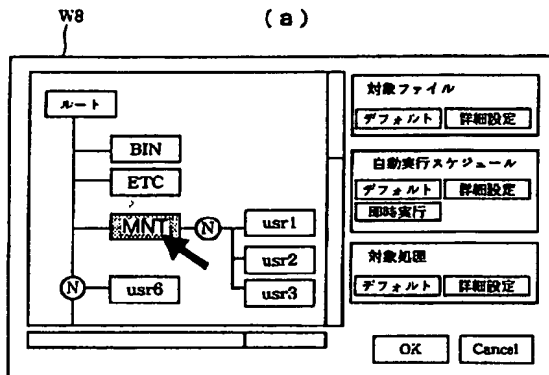 W8
(a)
ルート
BIN
ETC
MNT
N
usr1
usr2
usr3
N
usr6
対象ファイル
デフォルト 詳細設定
自動実行スケジュール
デフォルト 詳細設定
即時実行
対象処理
デフォルト 詳細設定
OK Cancel